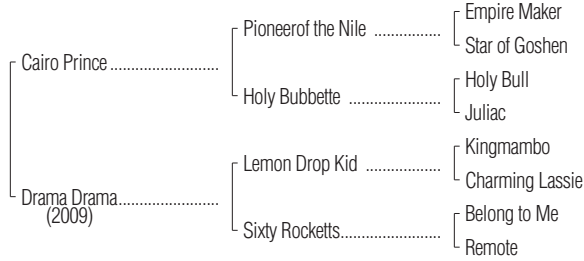 Empire Maker
Pioneerof the Nile ..................
Star of Goshen
Cairo Prince ........................
Holy Bull
Holy Bubbette .....................
Juliac
Kingmambo
Lemon Drop Kid .................
Charming Lassie
Drama Drama......................
(2009)
Belong to Me
Sixty Rocketts.....................
Remote